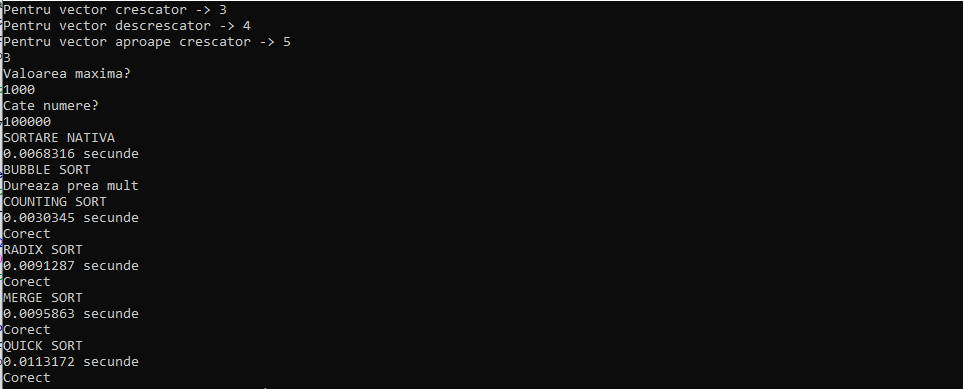 Pentru vector crescator -> 3
Pentru vector descrescator -> 4
Pentru vector aproape crescator -> 5
3
Valoarea maxima?
1000
Cate numere?
100000
SORTARE NATIVA
0.0068316 secunde
BUBBLE SORT
Dureaza prea mult
COUNTING SORT
0.0030345 secunde
Corect
RADIX SORT
0.0091287 secunde
Corect
MERGE SORT
0.0095863 secunde
Corect
QUICK SORT
0.0113172 secunde
Corect